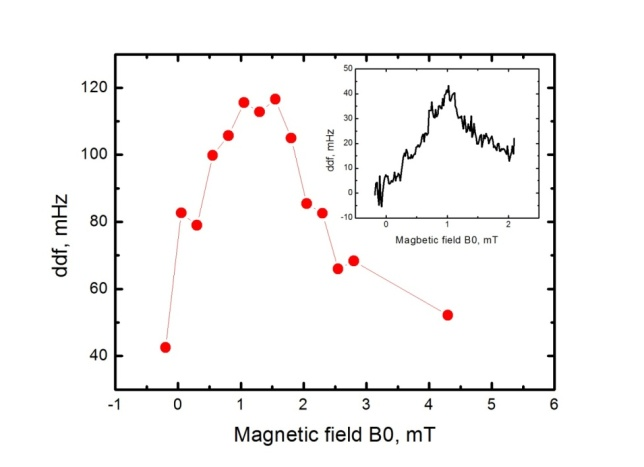 120
100
80
60
40
ddf, mHz
-1 0 1 2 3 4 5 6
Magnetic field B0, mT
50
40
30
20
10
0
-10
ddf, mHz
0 1 2
Magbetic field B0, mT